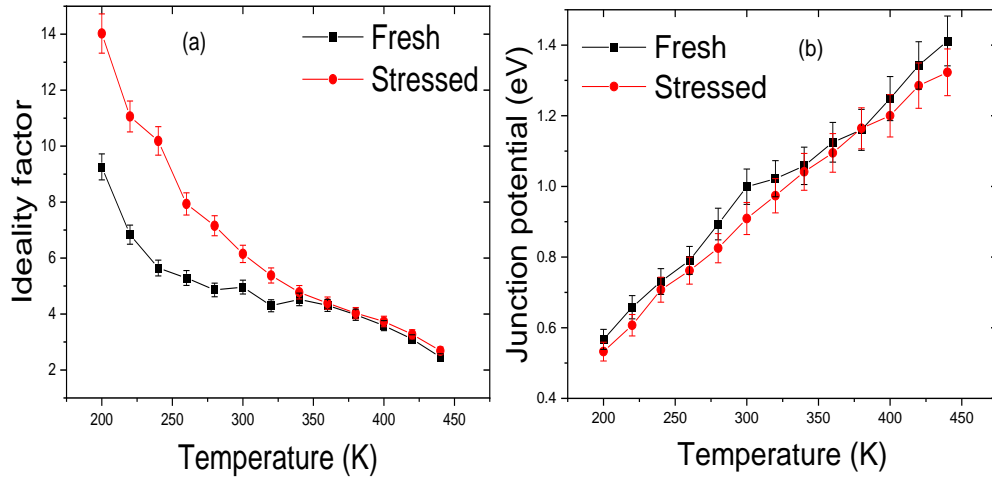 (a)
Fresh
Stressed
Ideality factor
14
12
10
8
6
4
2
200
250
300
350
400
450
Temperature (K)
(b)
Fresh
Stressed
Junction potential (eV)
1.4
1.2
1.0
0.8
0.6
0.4
200
250
300
350
400
450
Temperature (K)